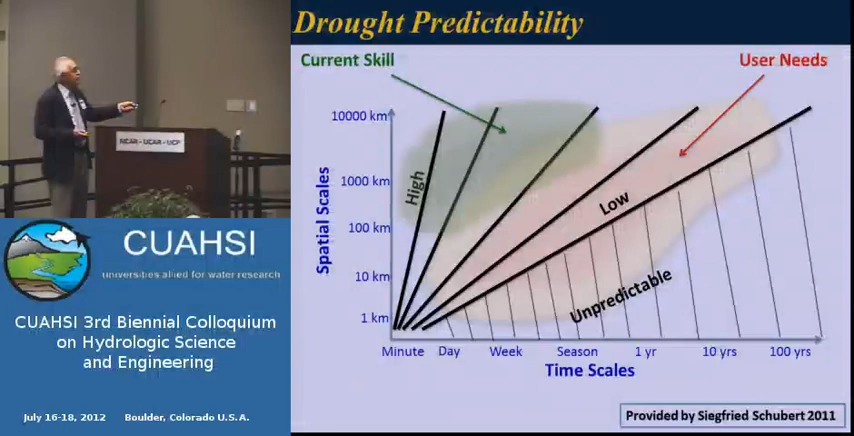 Drought Predictability
Current Skill
User Needs
10000 km
1000 km
100 km
10 km
1 km
Spatial Scales
High
Low
Unpredictable
Minute
Day
Week
Season
1 yr
10 yrs
100 yrs
Time Scales
Provided by Siegfried Schubert 2011
NCAR - UCAR - UCP
CUAHSI
universities allied for water research
CUAHSI 3rd Biennial Colloquium
on Hydrologic Science
and Engineering
July 16-18, 2012 Boulder, Colorado U.S.A.